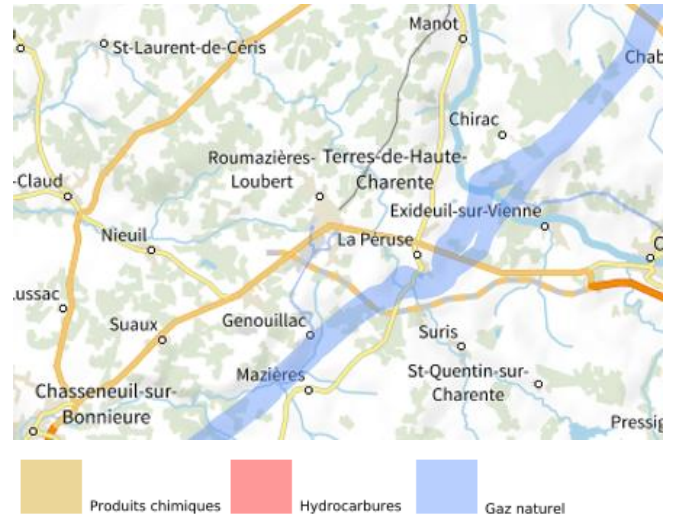 Manot
St-Laurent-de-Céris
Chab
Chirac
Roumazières-
Loubert
Terres-de-Haute-
Charente
-Claud
Exideuil-sur-Vienne
Nieuil
La Péruse
C
ussac
Suaux
Genouillac
Suris
Mazières
St-Quentin-sur-
Charente
Chasseneuil-sur-
Bonnieure
Pressig
Produits chimiques
Hydrocarbures
Gaz naturel